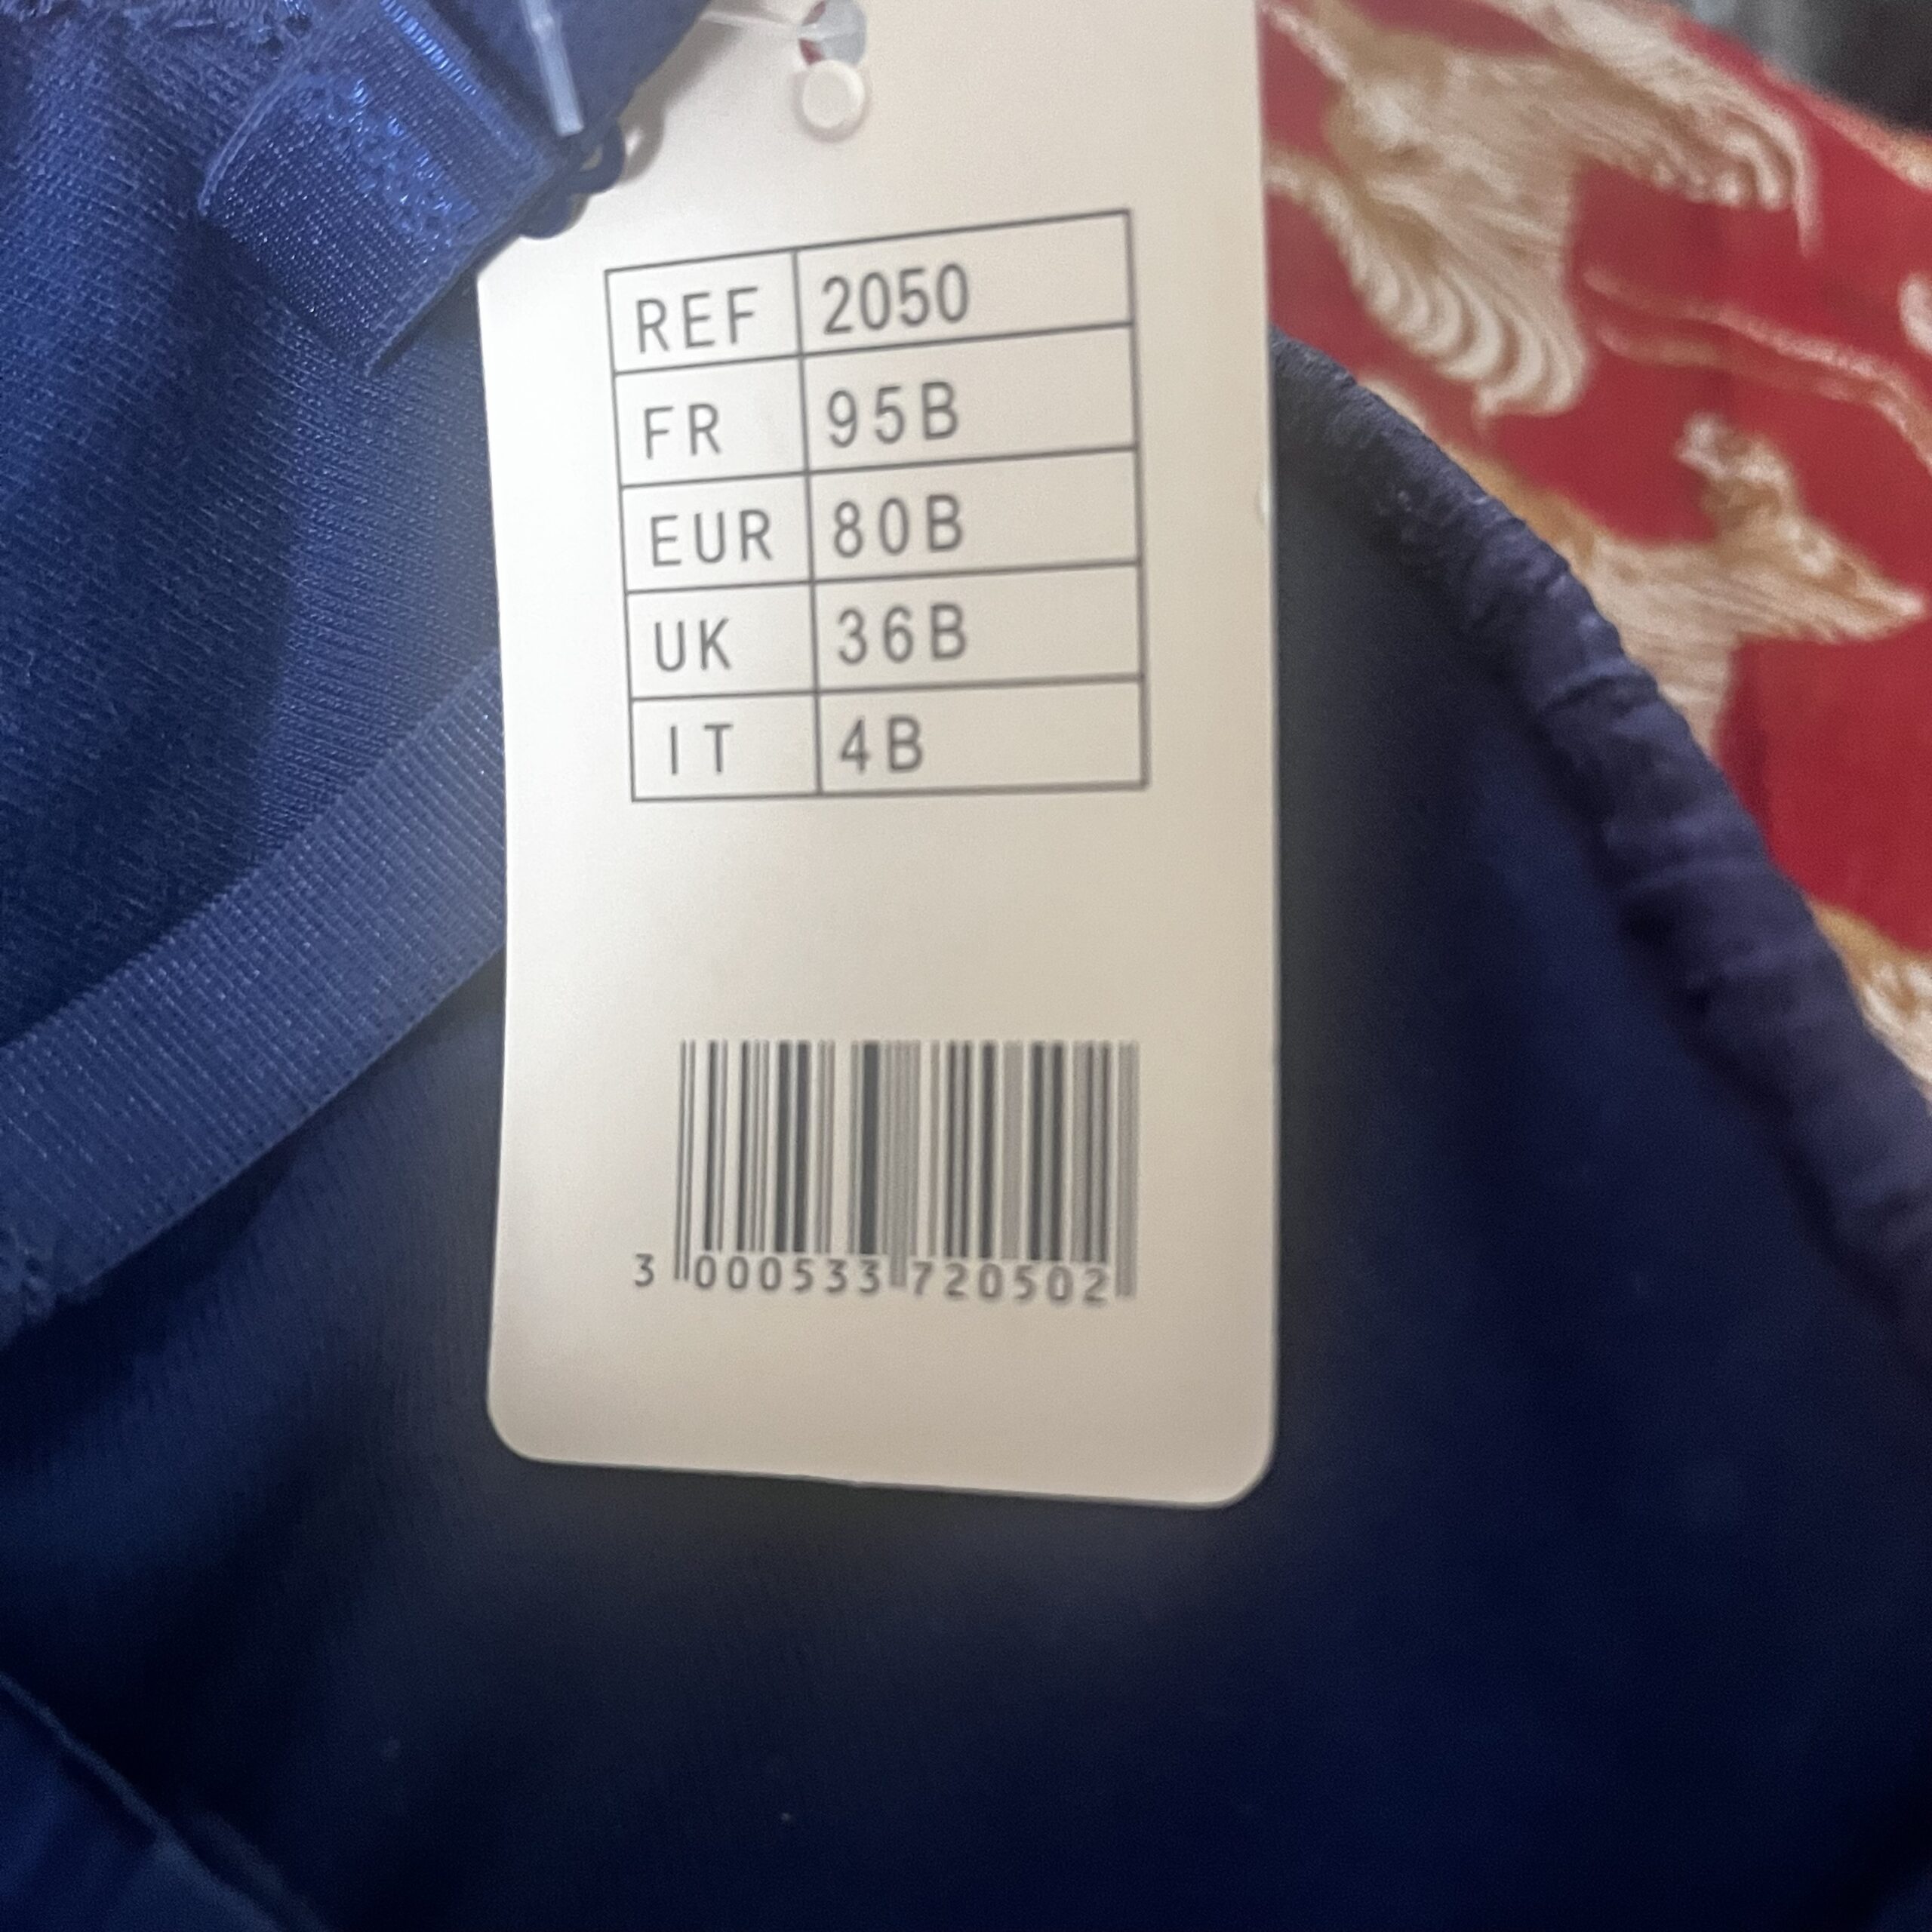 REF 2050
FR 95B
EUR 80B
UK 36B
IT 4B
3 000533 720502